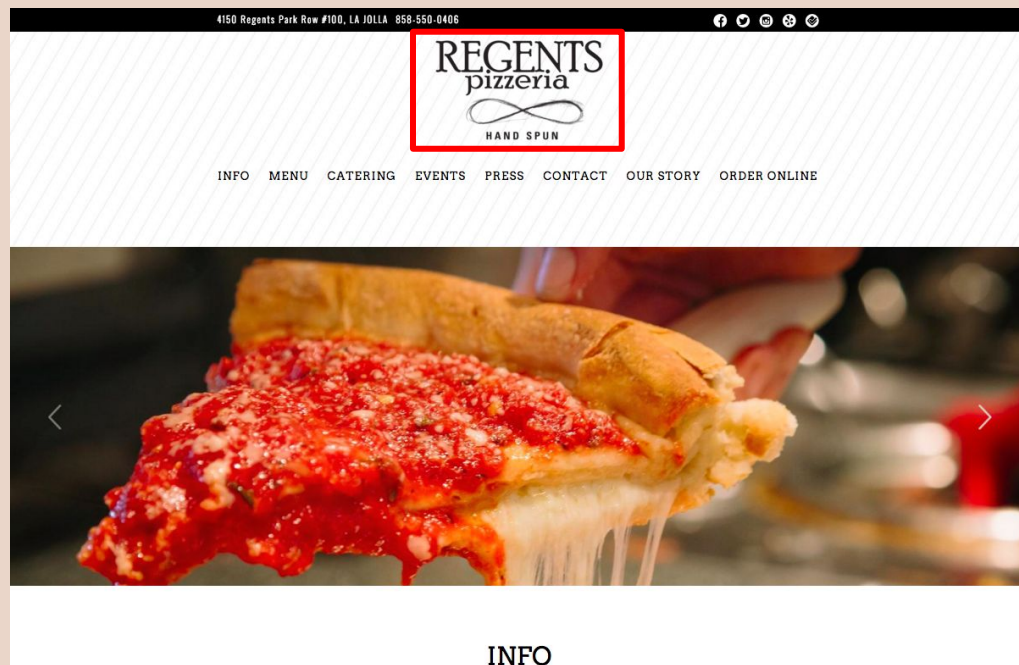 4150 Regents Park Row #100, LA JOLLA 858-550-0406
REGENTS
pizzeria
HAND SPUN
INFO MENU CATERING EVENTS PRESS CONTACT OUR STORY ORDER ONLINE
INFO